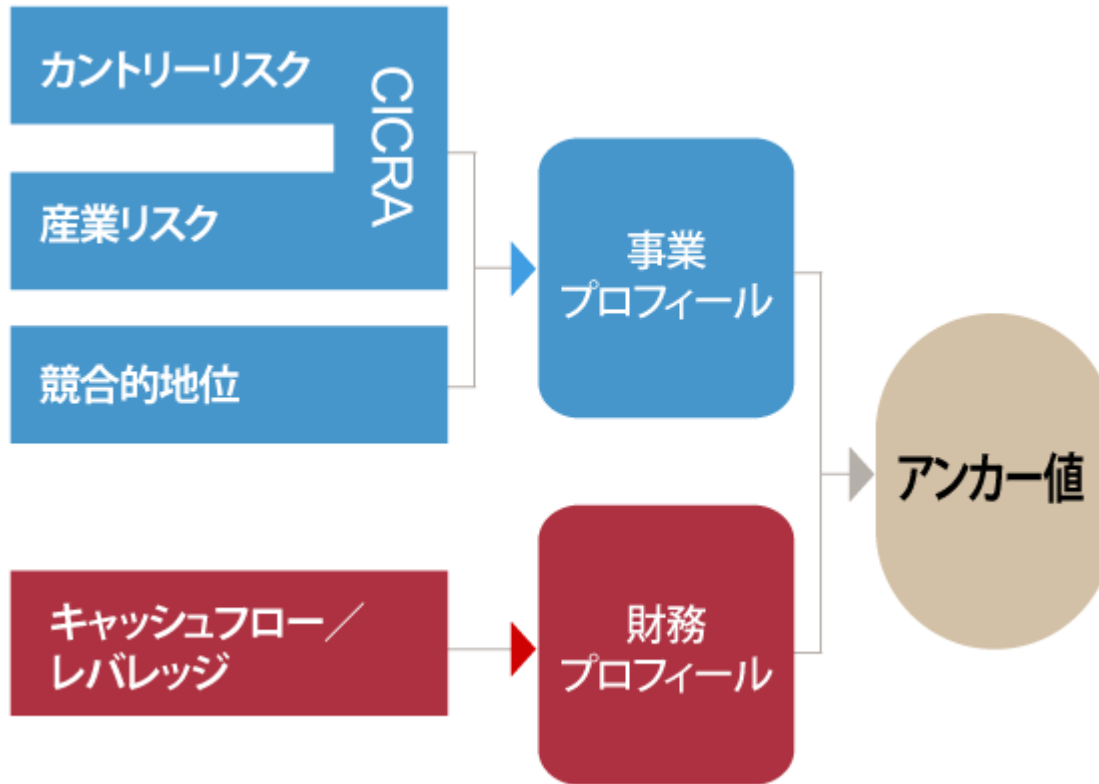 カントリーリスク
CICRA
産業リスク
競合的地位
事業
プロフィール
キャッシュフロー／
レバレッジ
財務
プロフィール
アンカー値